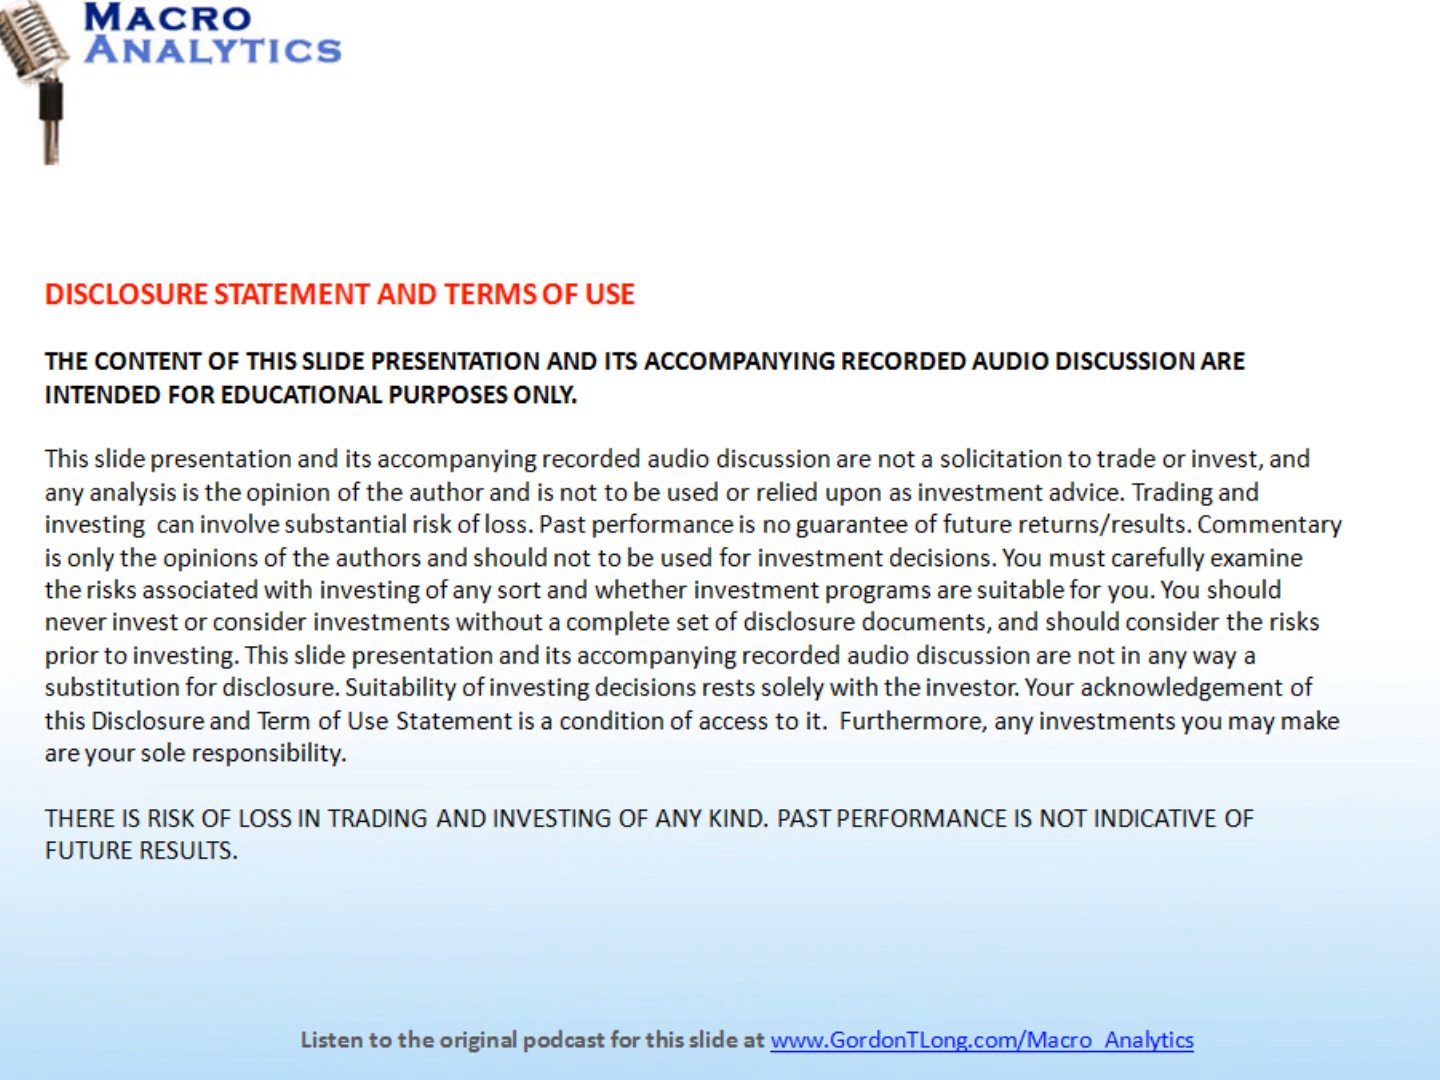 MACRO
ANALYTICS
DISCLOSURE STATEMENT AND TERMS OF USE
THE CONTENT OF THIS SLIDE PRESENTATION AND ITS ACCOMPANYING RECORDED AUDIO DISCUSSION ARE
INTENDED FOR EDUCATIONAL PURPOSES ONLY.
This slide presentation and its accompanying recorded audio discussion are not a solicitation to trade or invest, and
any analysis is the opinion of the author and is not to be used or relied upon as investment advice. Trading and
investing can involve substantial risk of loss. Past performance is no guarantee of future returns/results. Commentary
is only the opinions of the authors and should not to be used for investment decisions. You must carefully examine
the risks associated with investing of any sort and whether investment programs are suitable for you. You should
never invest or consider investments without a complete set of disclosure documents, and should consider the risks
prior to investing. This slide presentation and its accompanying recorded audio discussion are not in any way a
substitution for disclosure. Suitability of investing decisions rests solely with the investor. Your acknowledgement of
this Disclosure and Term of Use Statement is a condition of access to it. Furthermore, any investments you may make
are your sole responsibility.
THERE IS RISK OF LOSS IN TRADING AND INVESTING OF ANY KIND. PAST PERFORMANCE IS NOT INDICATIVE OF
FUTURE RESULTS.
Listen to the original podcast for this slide at www.GordonTLong.com/Macro_Analytics